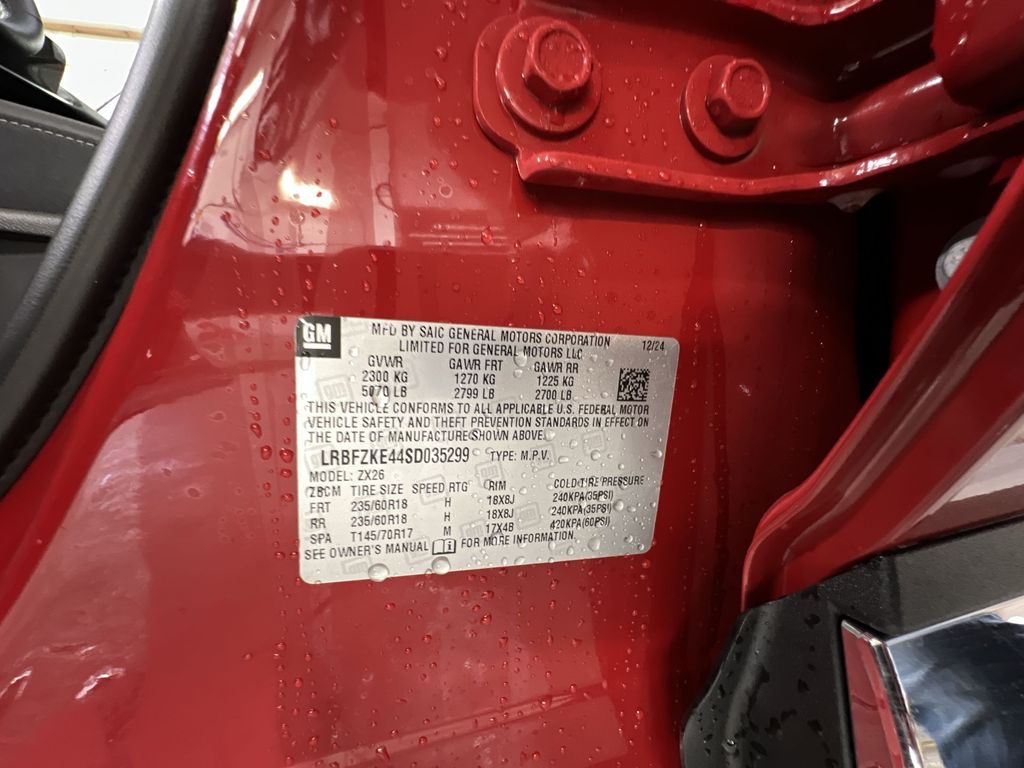 GM
MFD BY SAIC GENERAL MOTORS CORPORATION
LIMITED FOR GENERAL MOTORS LLC
12/24
GVWR GAWR FRT GAWR RR
2300 KG 1270 KG 1225 KG
5070 LB 2799 LB 2700 LB
THIS VEHICLE CONFORMS TO ALL APPLICABLE U.S. FEDERAL MOTOR
VEHICLE SAFETY AND THEFT PREVENTION STANDARDS IN EFFECT ON
THE DATE OF MANUFACTURE SHOWN ABOVE.
LRBFZKE44SD035299 TYPE: M.P.V.
MODEL: ZX26
ZBCM TIRE SIZE SPEED RTG RIM COLD TIRE PRESSURE
FRT 235/60R18 H 18X8J 240KPA(35PSI)
RR 235/60R18 H 18X8J 240KPA(35PSI)
SPA T145/70R17 M 17X4B 420KPA(60PSI)
SEE OWNER'S MANUAL FOR MORE INFORMATION.